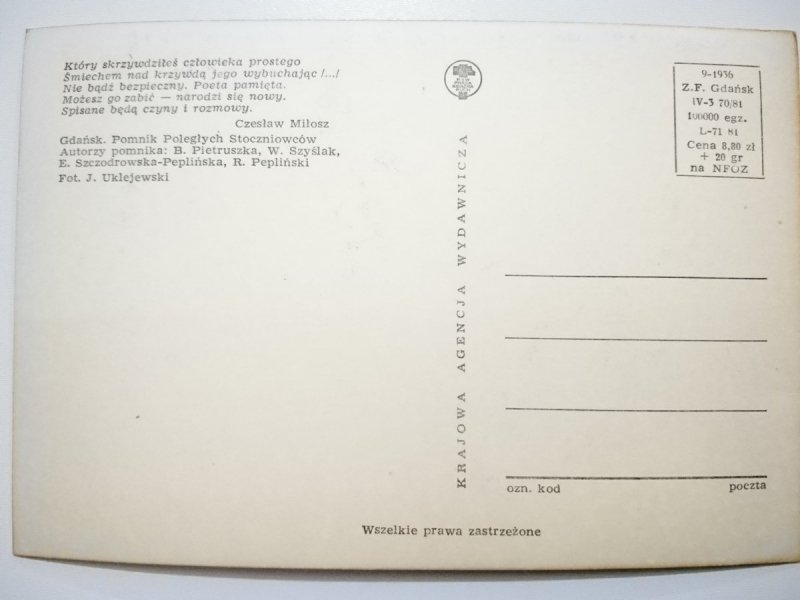 Który skrzywdziłeś człowieka prostego
Śmiechem nad krzywdą jego wybuchając /.../
Nie bądź bezpieczny. Poeta pamięta.
Możesz go zabić — narodzi się nowy.
Spisane będą czyny i rozmowy.
Czesław Miłosz
Gdańsk. Pomnik Poległych Stoczniowców
Autorzy pomnika: B. Pietruszka, W. Szyślak,
E. Szczodrowska-Peplińska, R. Pepliński
Fot. J. Uklejewski
KRAJOWA AGENCJA WYDAWNICZA
9-1936
Z.F. Gdańsk
IV-3 70/81
100000 egz.
L-71 81
Cena 8,80 zł
+ 20 gr
na NFOZ
ozn. kod
poczta
Wszelkie prawa zastrzeżone